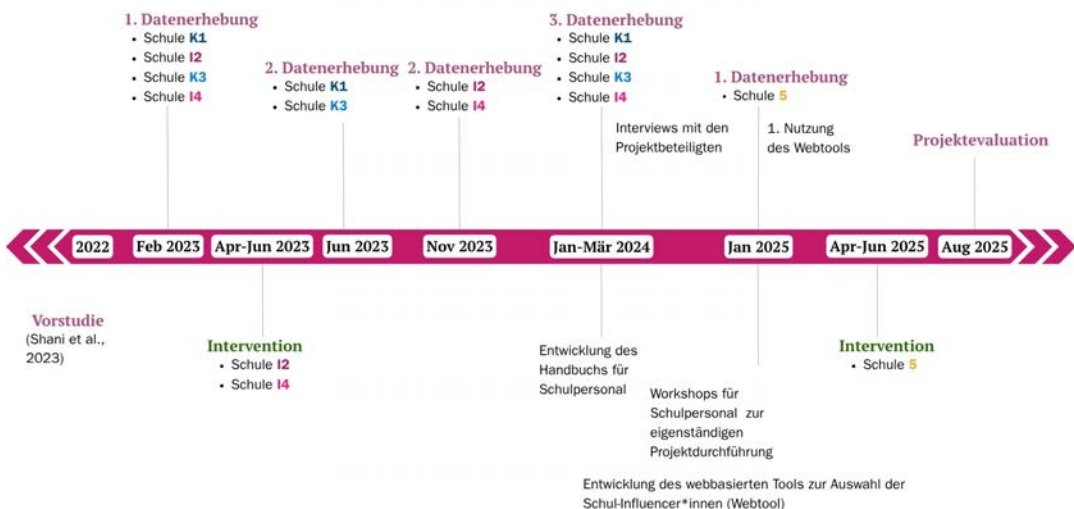 1. Datenerhebung
• Schule K1
• Schule I2
• Schule K3
• Schule I4
2. Datenerhebung
• Schule K1
• Schule K3
2. Datenerhebung
• Schule I2
• Schule I4
3. Datenerhebung
• Schule K1
• Schule I2
• Schule K3
• Schule I4
Interviews mit den
Projektbeteiligten
1. Datenerhebung
• Schule 5
1. Nutzung
des Webtools
Projektevaluation
2022
Feb 2023
Apr-Jun 2023
Jun 2023
Nov 2023
Jan-Mär 2024
Jan 2025
Apr-Jun 2025
Aug 2025
Vorstudie
(Shani et al.,
2023)
Intervention
• Schule I2
• Schule I4
Entwicklung des
Handbuchs für
Schulpersonal
Workshops für
Schulpersonal zur
eigenständigen
Projektdurchführung
Intervention
• Schule 5
Entwicklung des webbasierten Tools zur Auswahl der
Schul-Influencer*innen (Webtool)